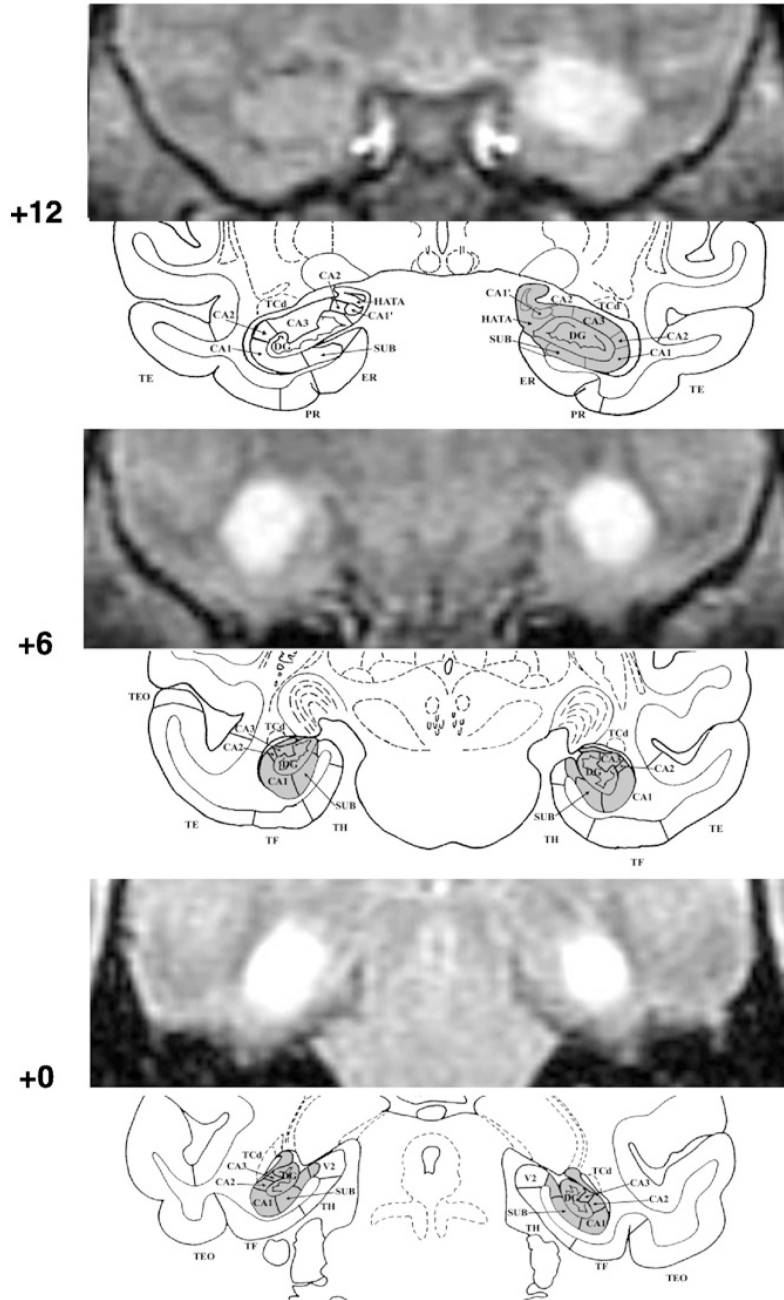 +12
CA2
HATA
TCd
CA2
CA3
CA1'
DG
CA1
SUB
TE
ER
PR
CA1'
CA2
TCd
HATA
CA3
DG
SUB
CA2
CA1
ER
TE
PR
+6
TEO
CA3
TCd
CA2
DG
CA1
SUB
TE
TH
TF
TCd
CA3
DG
CA2
CA1
SUB
TH
TE
TF
+0
TCd
CA3
DG
V2
CA2
CA1
SUB
TH
TF
TEO
V2
TCd
CA3
DG
CA2
SUB
CA1
TH
TF
TEO